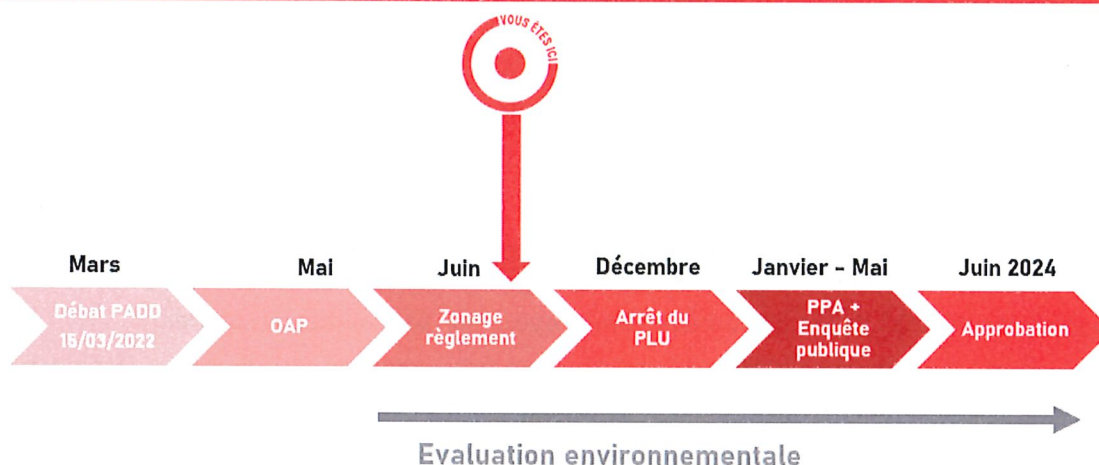 VOUS ÊTES ICI
Mars
Mai
Juin
Décembre
Janvier - Mai
Juin 2024
Débat PADD
15/03/2022
OAP
Zonage
règlement
Arrêt du
PLU
PPA +
Enquête
publique
Approbation
Evaluation environnementale